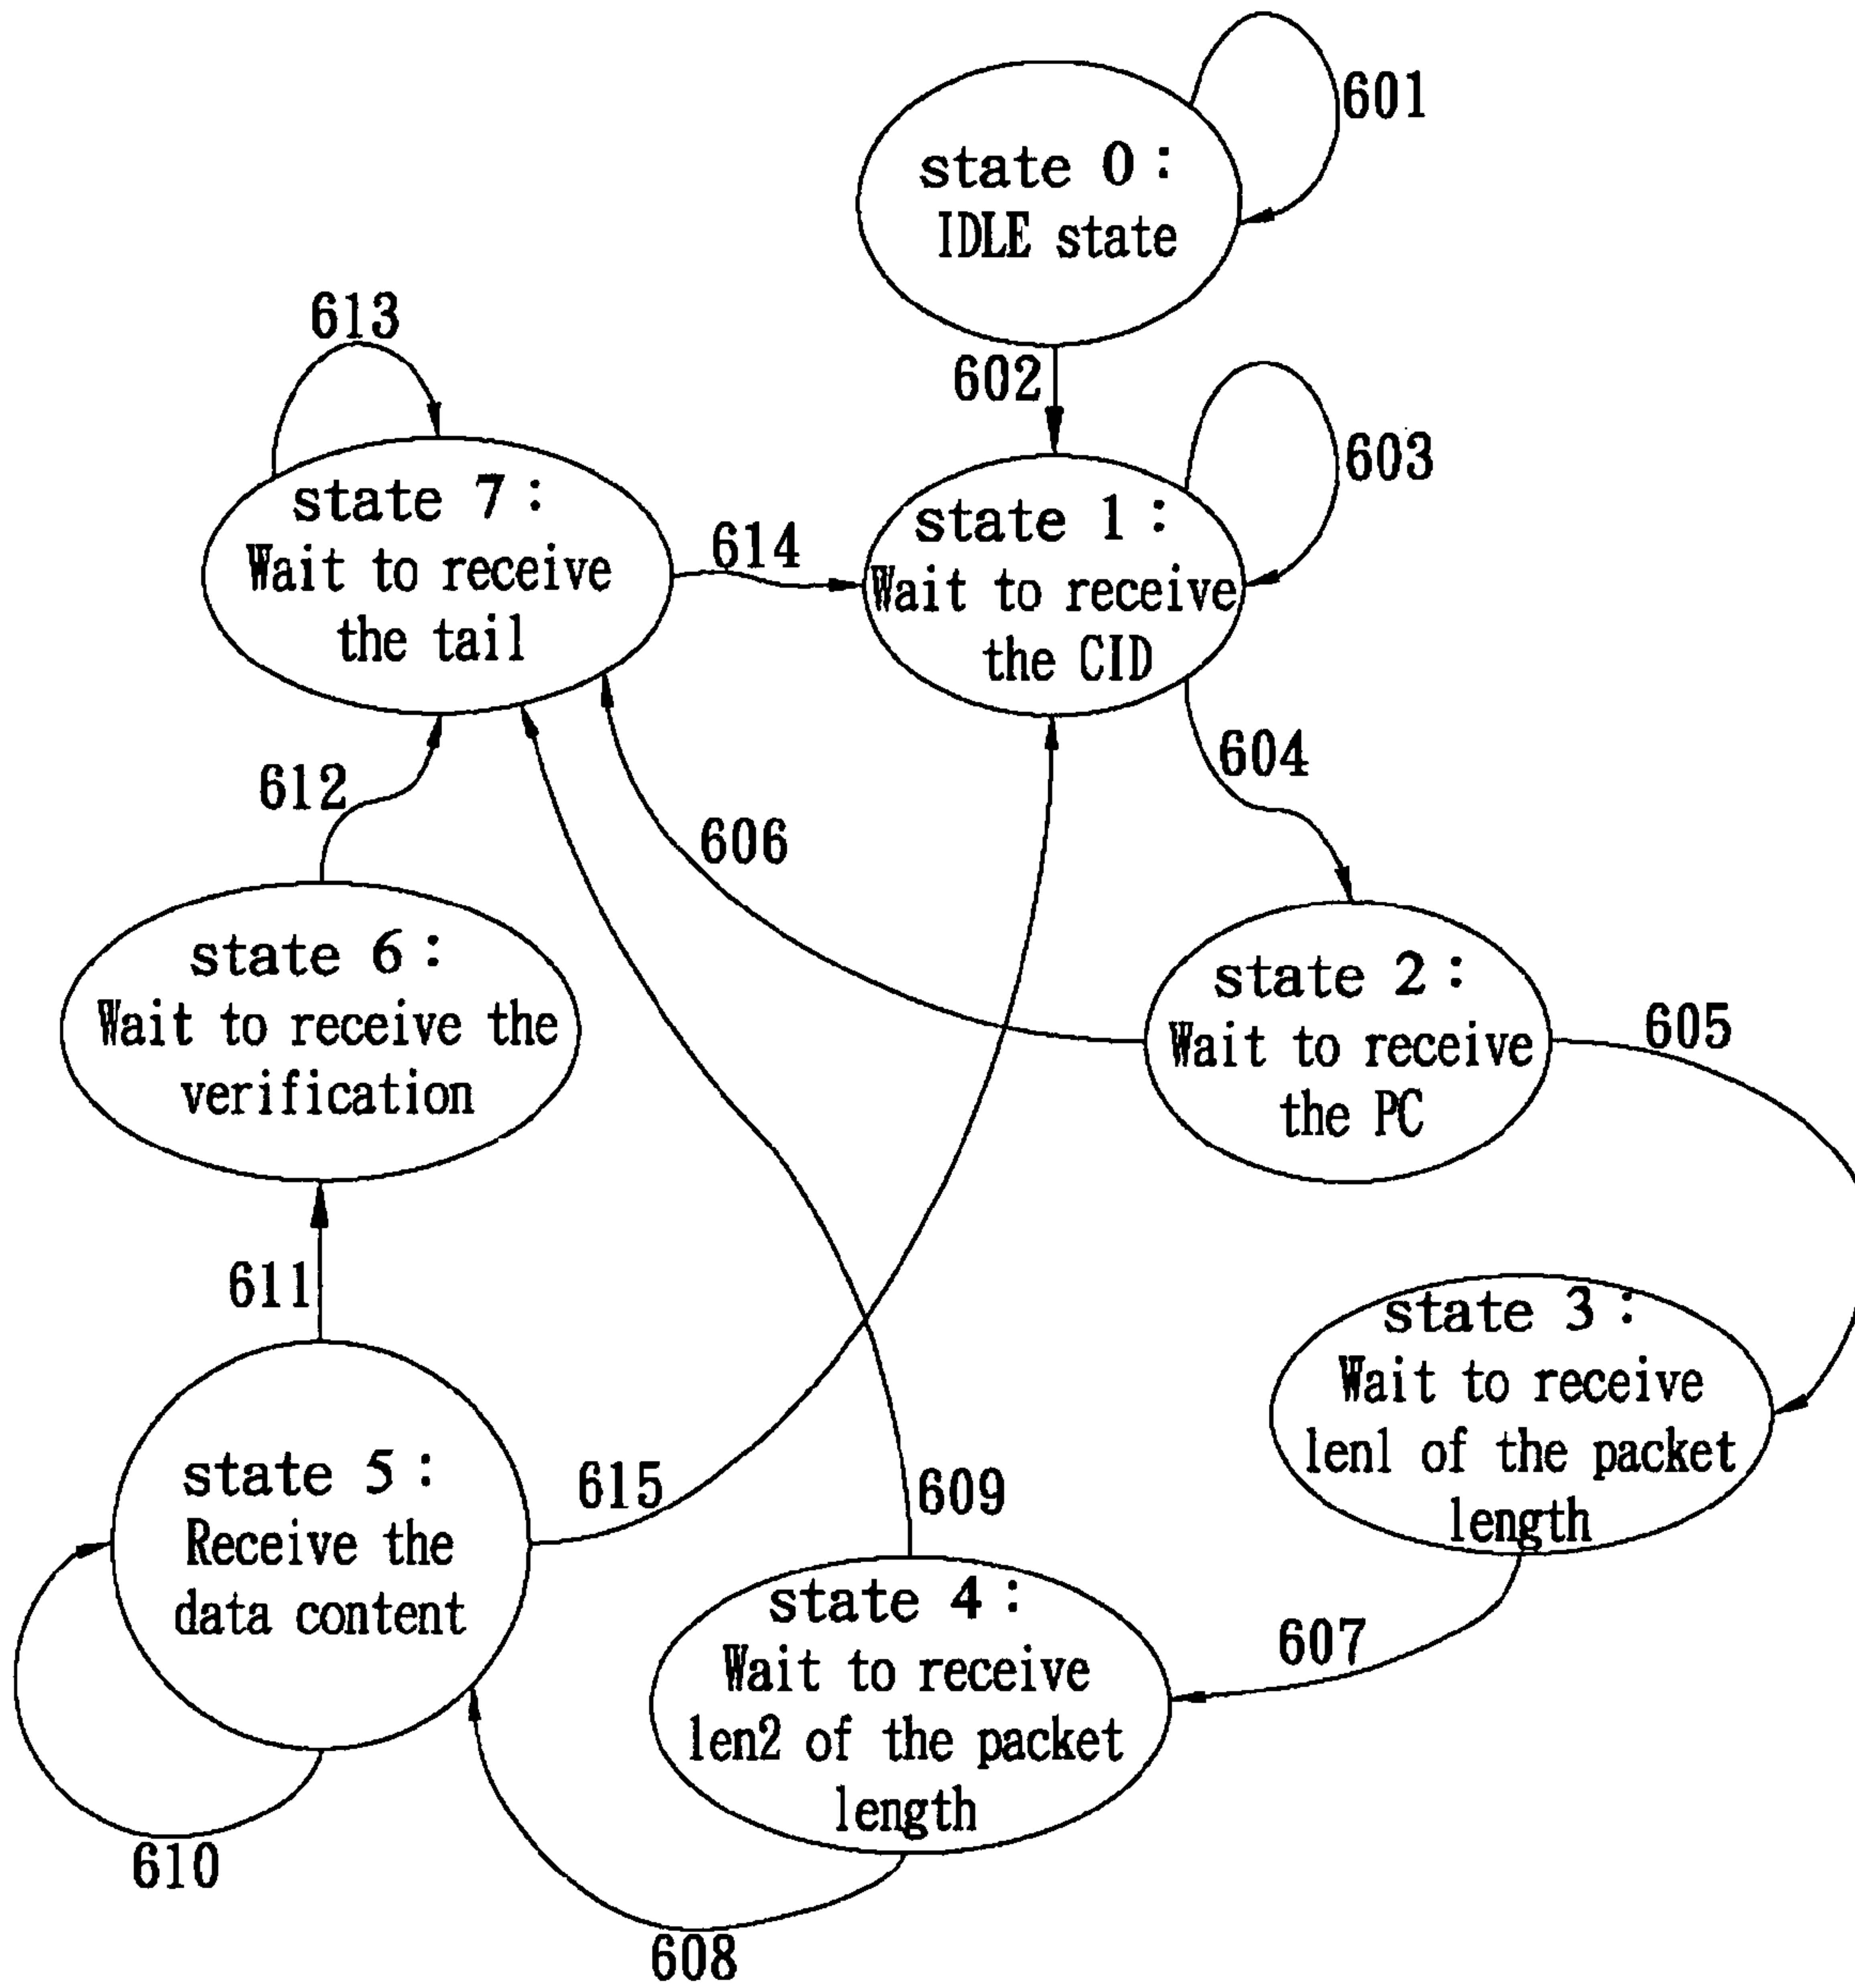 601
state 0 :
IDLE state
613
602
603
state 7 :
Wait to receive
the tail
614
state 1 :
Wait to receive
the CID
604
612
606
state 6 :
Wait to receive the
verification
state 2 :
Wait to receive
the PC
605
611
state 3 :
Wait to receive
len1 of the packet
length
state 5 :
Receive the
data content
615
609
state 4 :
Wait to receive
len2 of the packet
length
607
610
608